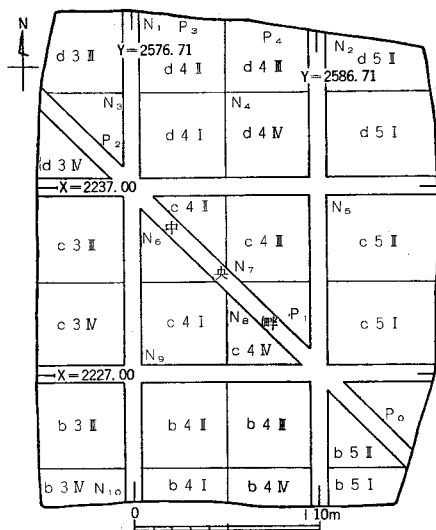 N
N₁
P₃
P₄
N₂
Y=2576.71
Y=2586.71
d 3 Ⅲ
d 4 Ⅱ
d 4 Ⅲ
d 5 Ⅱ
N₃
N₄
P₂
d 4 Ⅰ
d 4 Ⅳ
d 5 Ⅰ
d 3 Ⅳ
X=2237.00
c 4 Ⅱ
N₅
中
c 3 Ⅲ
N₆
c 4 Ⅲ
c 5 Ⅱ
央
N₇
c 3 Ⅳ
c 4 Ⅰ
N₈
畔
P₁
c 5 Ⅰ
N₉
c 4 Ⅳ
X=2227.00
b 3 Ⅲ
b 4 Ⅱ
b 4 Ⅲ
P₀
b 5 Ⅱ
b 3 Ⅳ
N₁₀
b 4 Ⅰ
b 4 Ⅳ
b 5 Ⅰ
0
10m